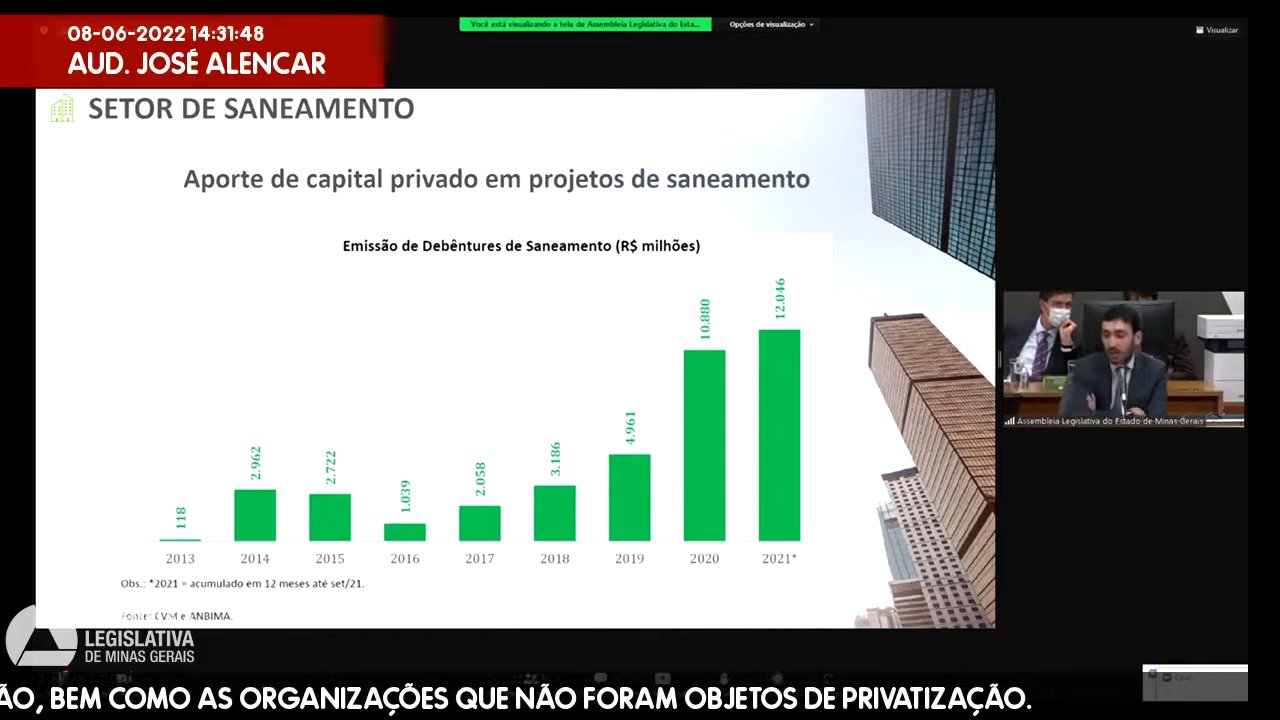 08-06-2022 14:31:48
AUD. JOSÉ ALENCAR
Você está visualizando a tela de Assembleia Legislativa do Esta...
Opções de visualização
Visualizar
SETOR DE SANEAMENTO
Aporte de capital privado em projetos de saneamento
Emissão de Debêntures de Saneamento (R$ milhões)
118
2.962
2.722
1.039
2.058
3.186
4.961
10.880
12.046
2013 2014 2015 2016 2017 2018 2019 2020 2021*
Obs.: *2021 = acumulado em 12 meses até set/21.
Fonte: CVM e ANBIMA.
Assembleia Legislativa do Estado de Minas Gerais
LEGISLATIVA
DE MINAS GERAIS
ÃO, BEM COMO AS ORGANIZAÇÕES QUE NÃO FORAM OBJETOS DE PRIVATIZAÇÃO.